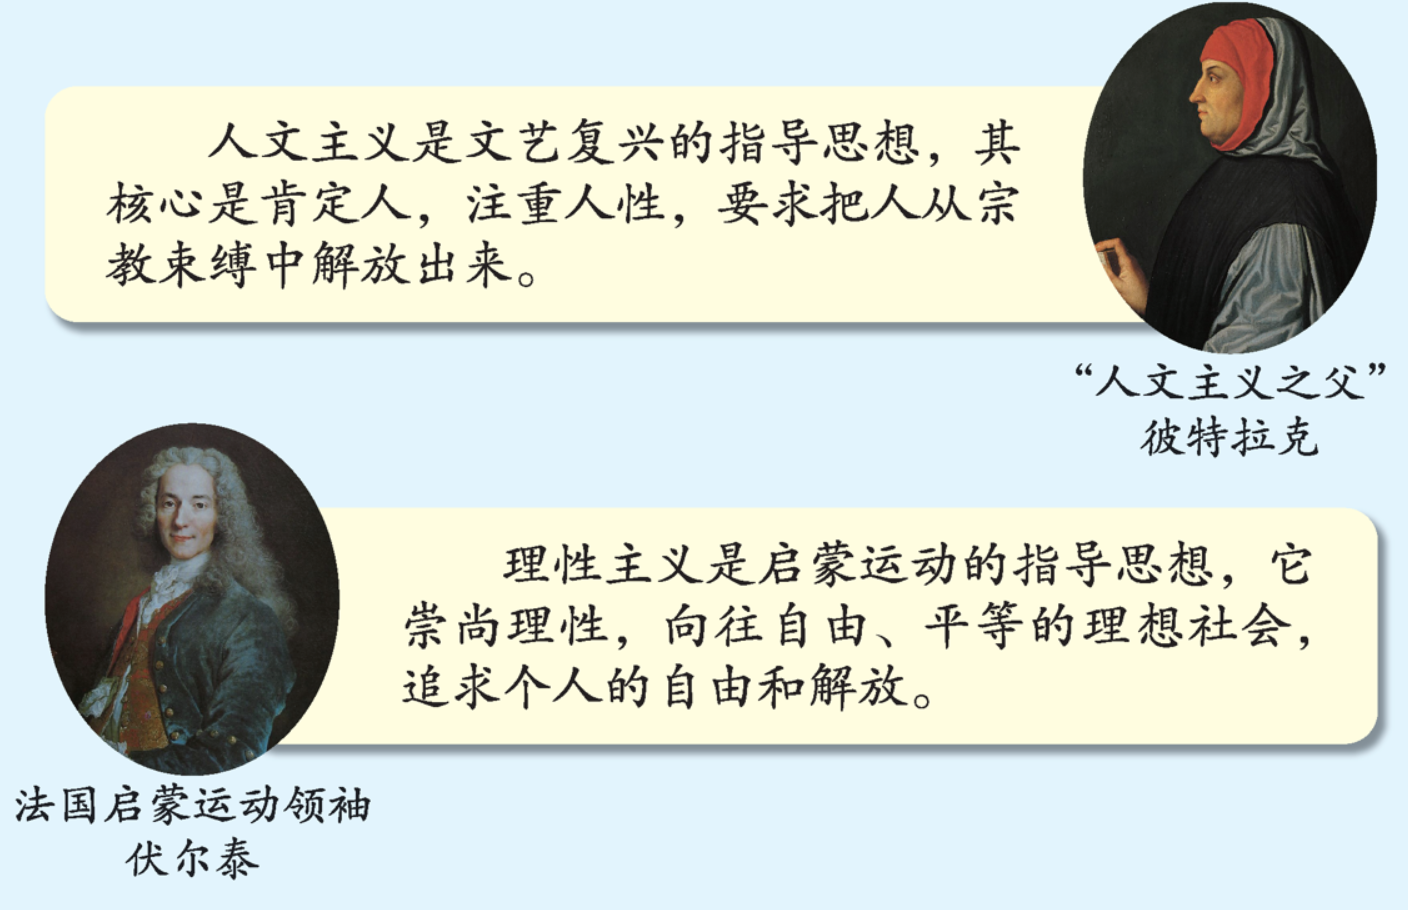 人文主义是文艺复兴的指导思想，其
核心是肯定人，注重人性，要求把人从宗
教束缚中解放出来。
“人文主义之父”
彼特拉克
理性主义是启蒙运动的指导思想，它
崇尚理性，向往自由、平等的理想社会，
追求个人的自由和解放。
法国启蒙运动领袖
伏尔泰